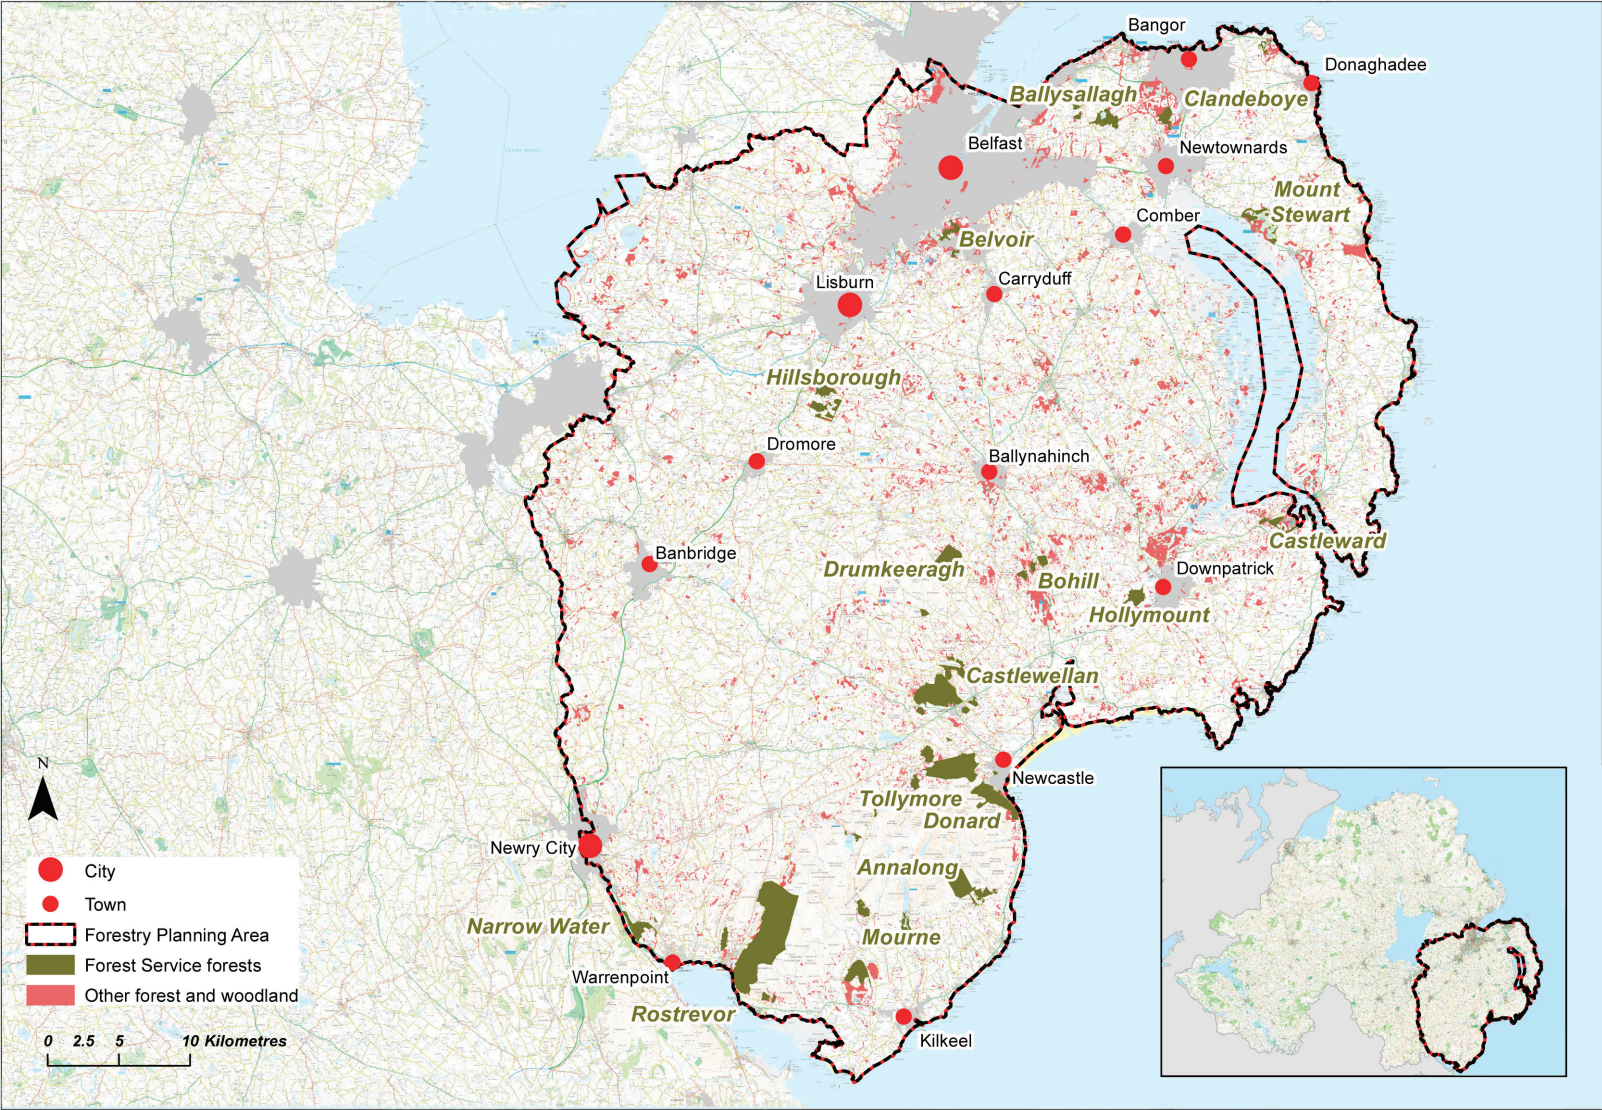 Bangor
Donaghadee
Ballysallagh
Clandeboye
Belfast
Newtownards
Mount
Stewart
Comber
Belvoir
Carryduff
Lisburn
Hillsborough
Dromore
Ballynahinch
Castleward
Banbridge
Drumkeeragh
Bohill
Downpatrick
Hollymount
Castlewellan
Newcastle
Tollymore
Donard
Newry City
Annalong
Narrow Water
Mourne
Warrenpoint
Rostrevor
Kilkeel
N
City
Town
Forestry Planning Area
Forest Service forests
Other forest and woodland
0 2.5 5 10 Kilometres